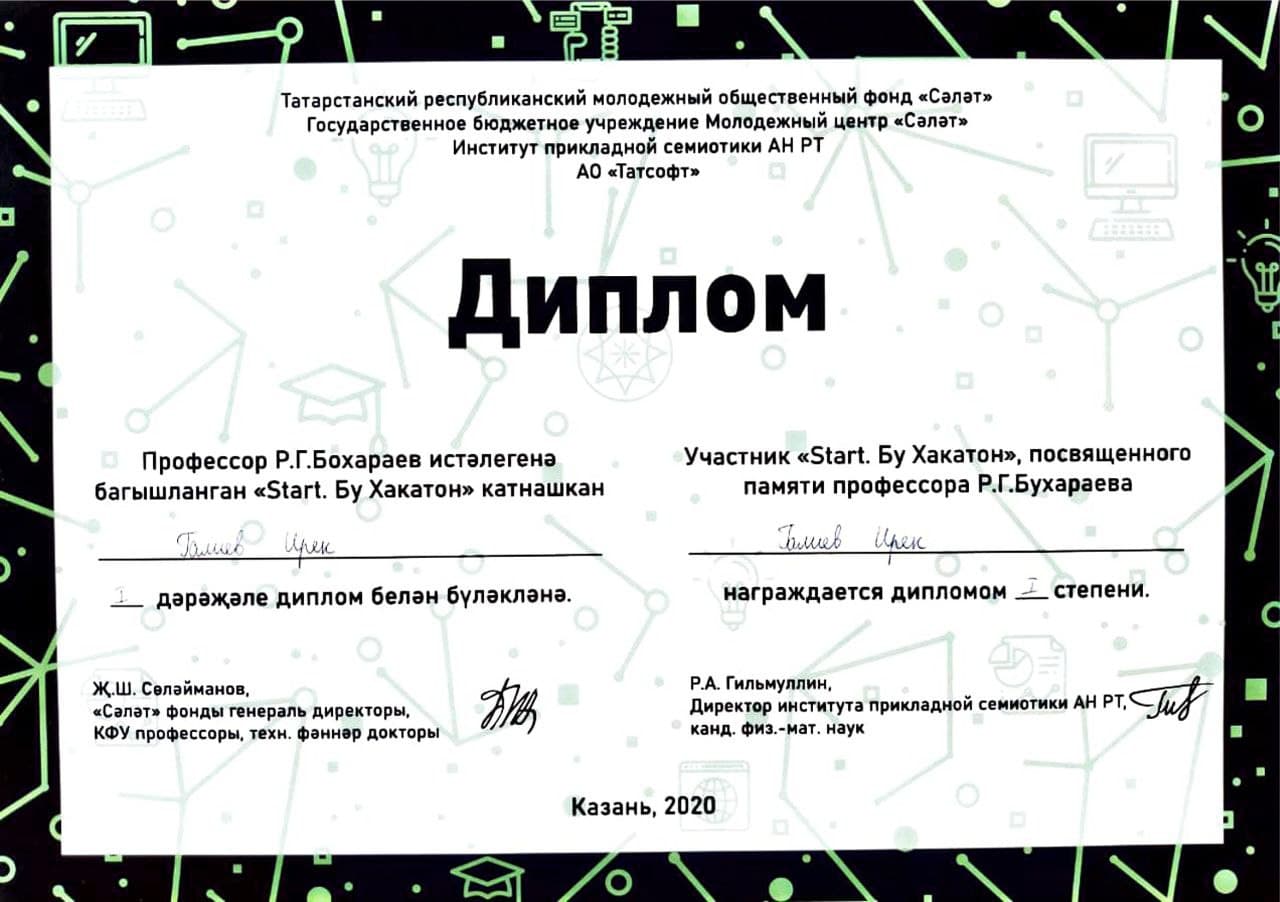 Татарстанский республиканский молодежный общественный фонд «Сәләт»
Государственное бюджетное учреждение Молодежный центр «Сәләт»
Институт прикладной семиотики АН РТ
АО «Татсофт»
Диплом
Профессор Р.Г.Бохараев истәлегенә
багышланган «Start. Бу Хакатон» катнашкан
Галиев Ирек
I дәрәҗәле диплом белән бүләкләнә.
Җ.Ш. Сөләйманов,
«Сәләт» фонды генераль директоры,
КФУ профессоры, техн. фәннәр докторы
Участник «Start. Бу Хакатон», посвященного
памяти профессора Р.Г.Бухараева
Галиев Ирек
награждается дипломом I степени.
Р.А. Гильмуллин,
Директор института прикладной семиотики АН РТ,
канд. физ.-мат. наук
Казань, 2020